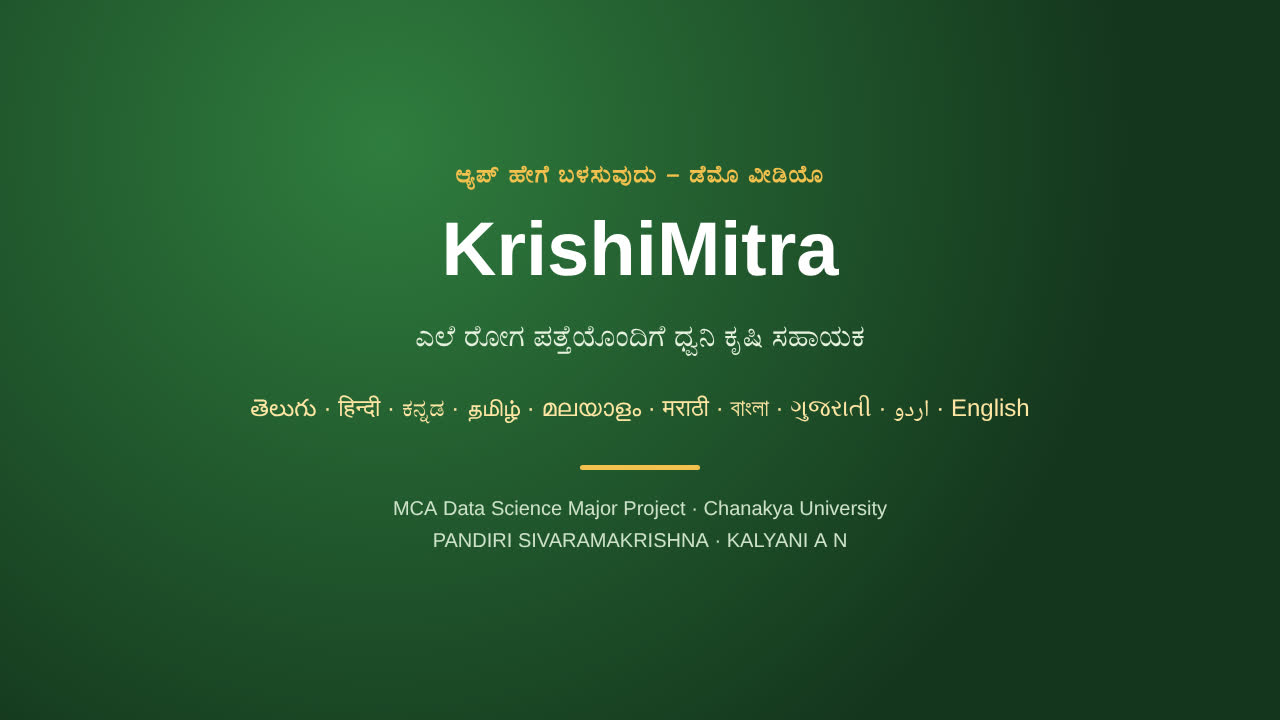 ಆ್ಯಪ್ ಹೇಗೆ ಬಳಸುವುದು – ಡೆಮೊ ವೀಡಿಯೊ
KrishiMitra
ಎಲೆ ರೋಗ ಪತ್ತೆಯೊಂದಿಗೆ ಧ್ವನಿ ಕೃಷಿ ಸಹಾಯಕ
తెలుగు · हिन्दी · ಕನ್ನಡ · தமிழ் · മലയാളം · मराठी · বাংলা · ગુજરાતી · اردو · English
MCA Data Science Major Project · Chanakya University
PANDIRI SIVARAMAKRISHNA · KALYANI A N